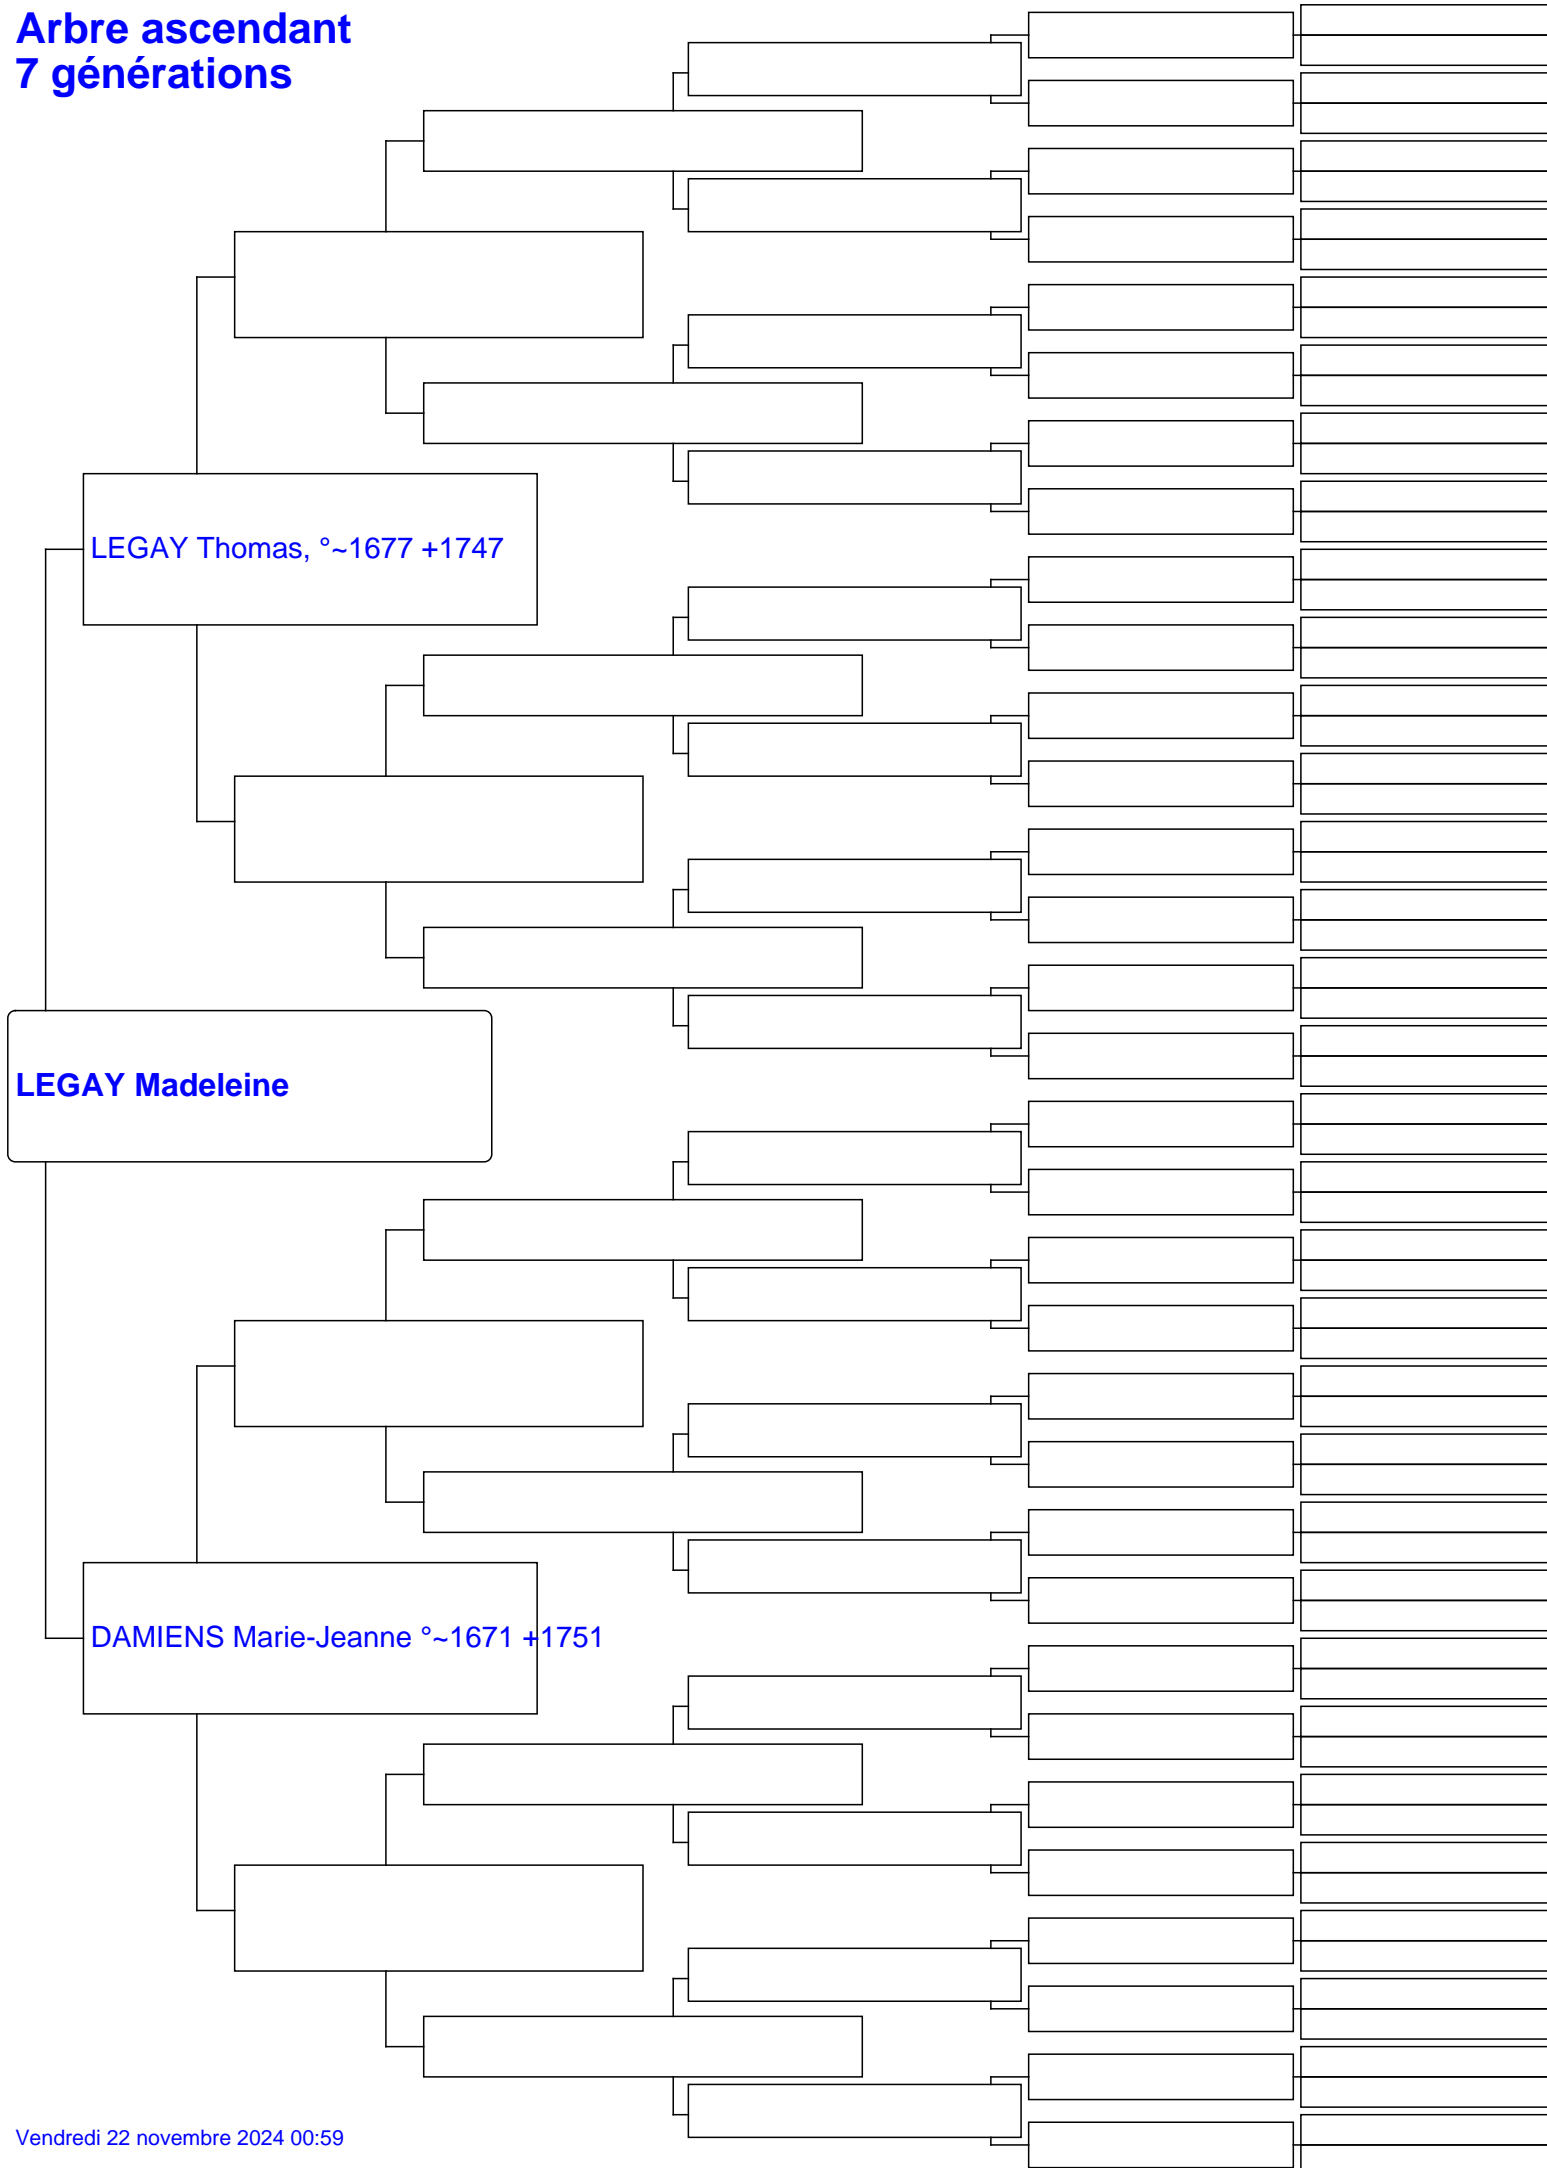 Arbre ascendant
7 générations
LEGAY Thomas, °~1677 +1747
LEGAY Madeleine
DAMIENS Marie-Jeanne °~1671 +1751
Vendredi 22 novembre 2024 00:59